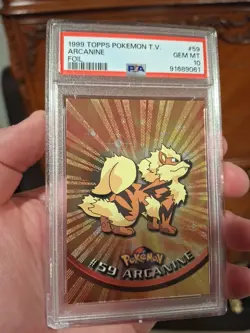 1999 TOPPS POKEMON T.V. #59
ARCANINE GEM MT
FOIL 10
PSA 91689061
POKéMON
#59 ARCANINE